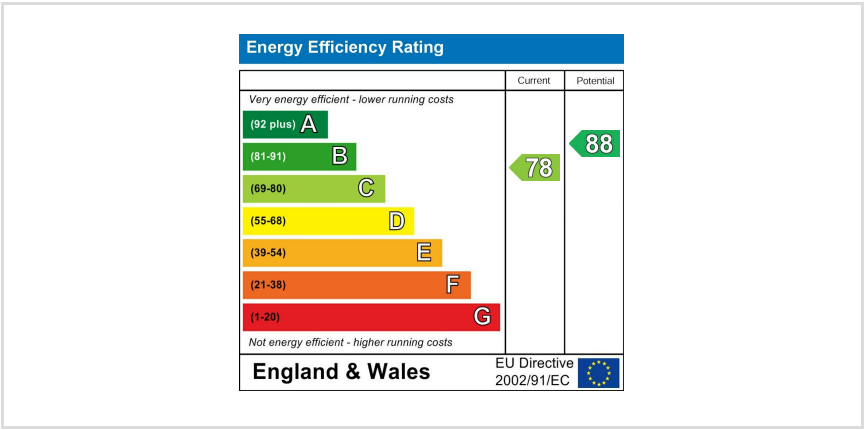 Energy Efficiency Rating
Current Potential
Very energy efficient - lower running costs
(92 plus) A
(81-91) B
(69-80) C
(55-68) D
(39-54) E
(21-38) F
(1-20) G
78
88
Not energy efficient - higher running costs
England & Wales
EU Directive
2002/91/EC